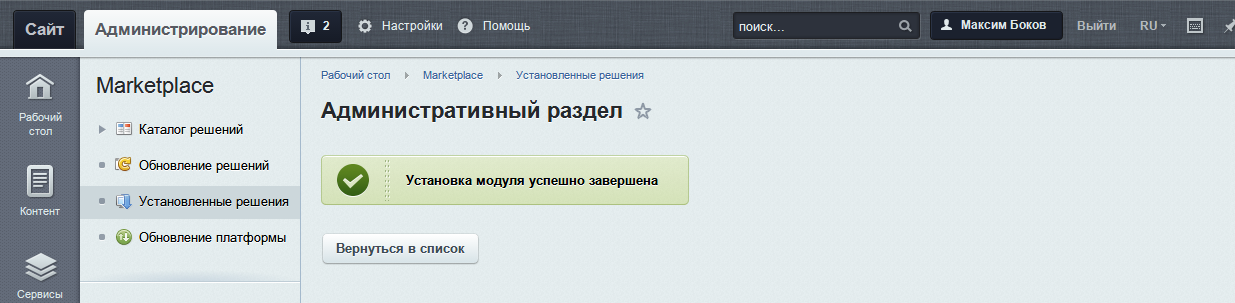 Сайт
Администрирование
2
Настройки
Помощь
поиск...
Максим Боков
Выйти
RU
Рабочий
стол
Контент
Сервисы
Marketplace
Каталог решений
Обновление решений
Установленные решения
Обновление платформы
Рабочий стол
Marketplace
Установленные решения
Административный раздел
Установка модуля успешно завершена
Вернуться в список